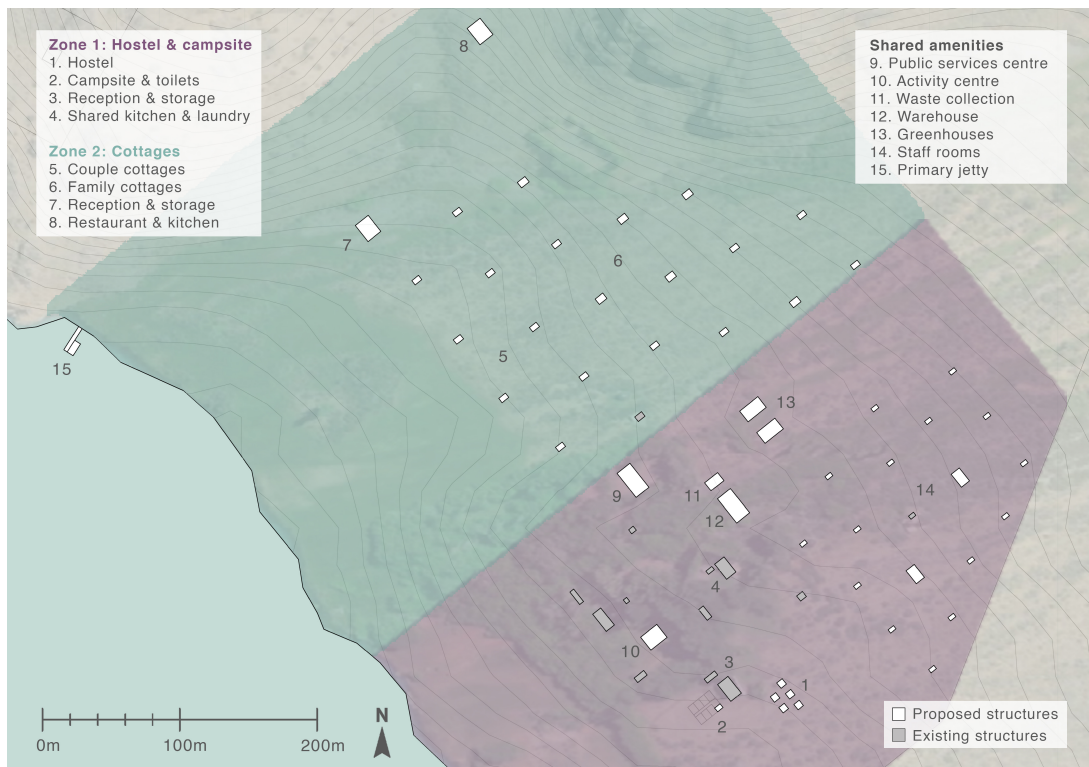 Zone 1: Hostel & campsite
1. Hostel
2. Campsite & toilets
3. Reception & storage
4. Shared kitchen & laundry
Zone 2: Cottages
5. Couple cottages
6. Family cottages
7. Reception & storage
8. Restaurant & kitchen
Shared amenities
9. Public services centre
10. Activity centre
11. Waste collection
12. Warehouse
13. Greenhouses
14. Staff rooms
15. Primary jetty
8
7
6
5
15
13
9
11
12
14
4
10
3
1
2
0m
100m
200m
N
Proposed structures
Existing structures